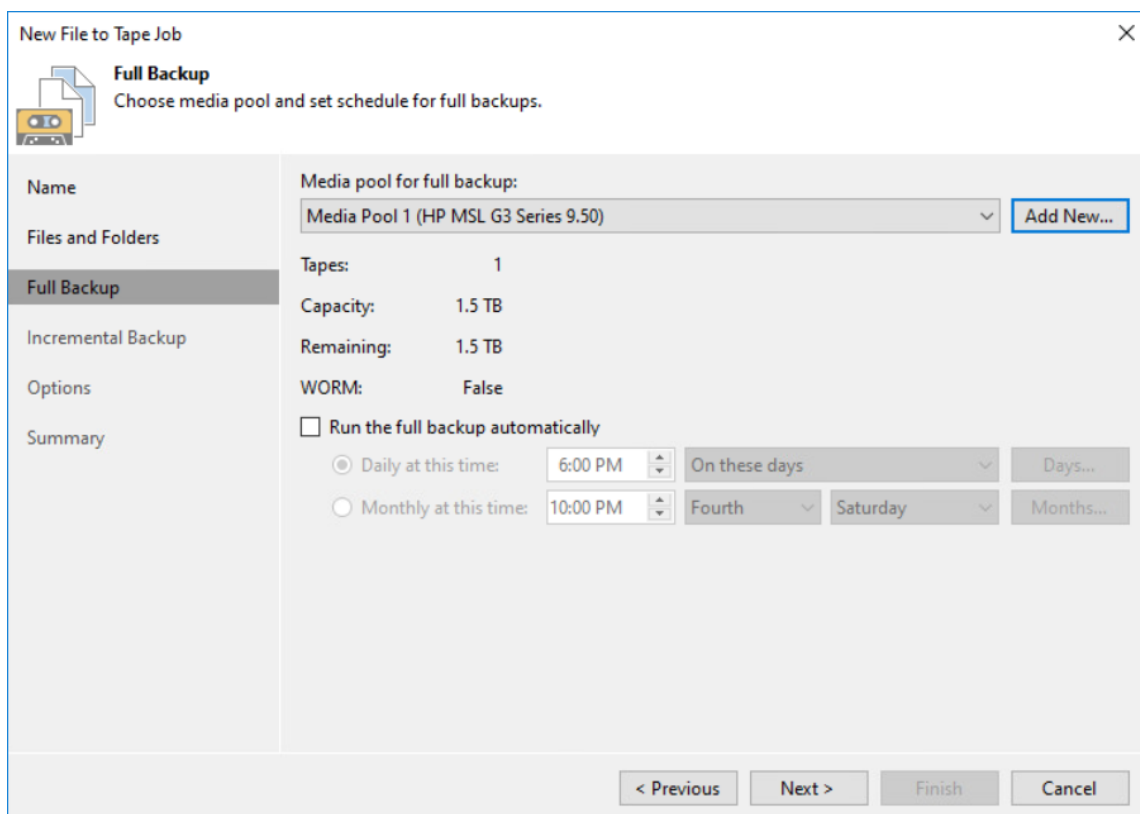 New File to Tape Job
Full Backup
Choose media pool and set schedule for full backups.
Name
Files and Folders
Full Backup
Incremental Backup
Options
Summary
Media pool for full backup:
Media Pool 1 (HP MSL G3 Series 9.50) Add New...
Tapes: 1
Capacity: 1.5 TB
Remaining: 1.5 TB
WORM: False
Run the full backup automatically
Daily at this time: 6:00 PM On these days Days...
Monthly at this time: 10:00 PM Fourth Saturday Months...
< Previous Next > Finish Cancel